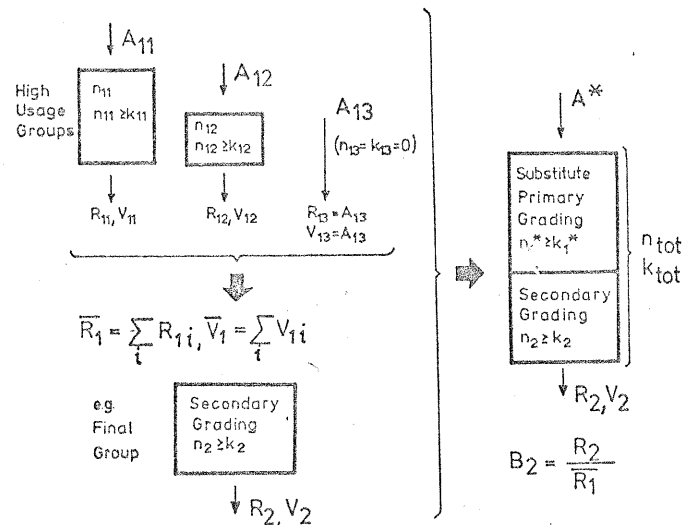 A11
High
Usage
Groups
n11
n11 ≥ k11
R11, V11
A12
n12
n12 ≥ k12
R12, V12
A13
(n13 = k13 = 0)
R13 = A13
V13 = A13
R̅1 = ∑ R1i, V̅1 = ∑ V1i
i i
e.g.
Final
Group
Secondary
Grading
n2 ≥ k2
R2, V2
A*
Substitute
Primary
Grading
n1* ≥ k1*
Secondary
Grading
n2 ≥ k2
ntot
ktot
R2, V2
B2 = R2 / R̅1